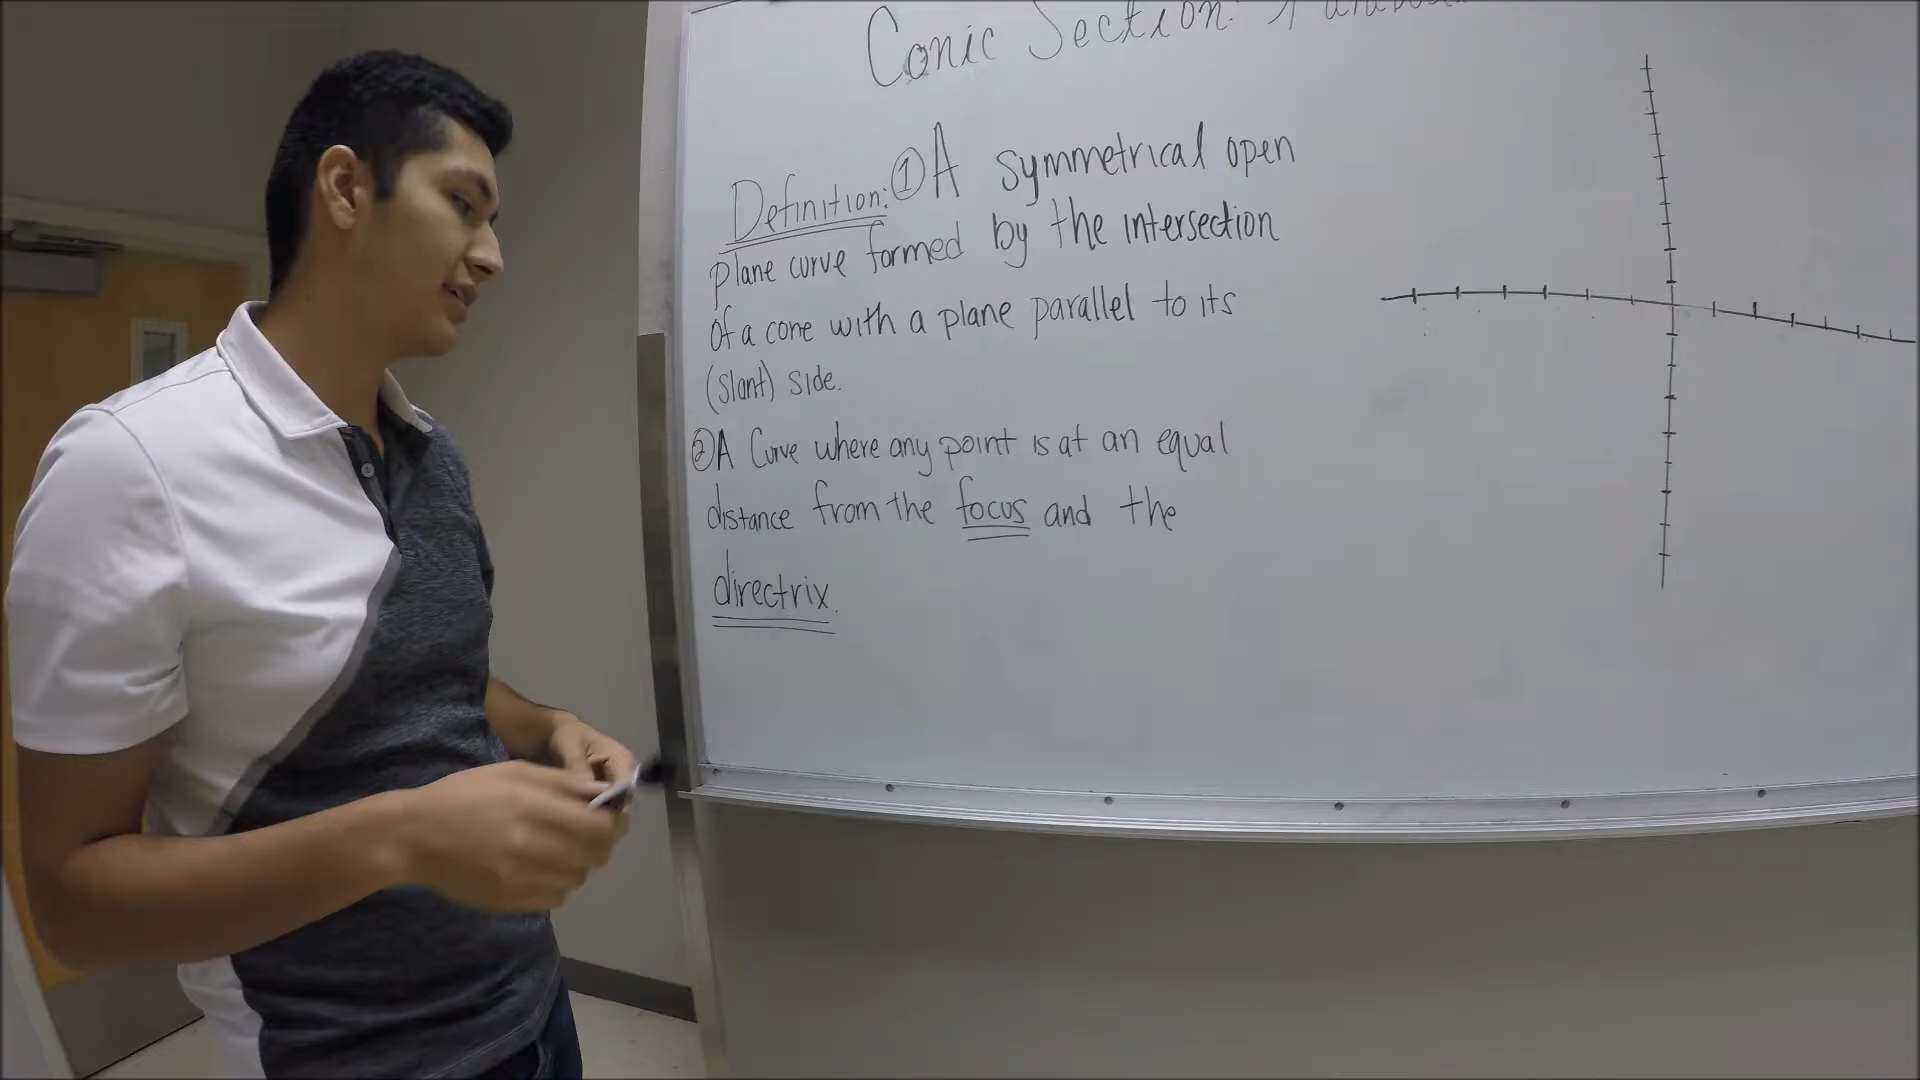 Conic Section: Parabola
Definition: ① A symmetrical open
plane curve formed by the intersection
of a cone with a plane parallel to its
(slant) side.
② A Curve where any point is at an equal
distance from the focus and the
directrix.